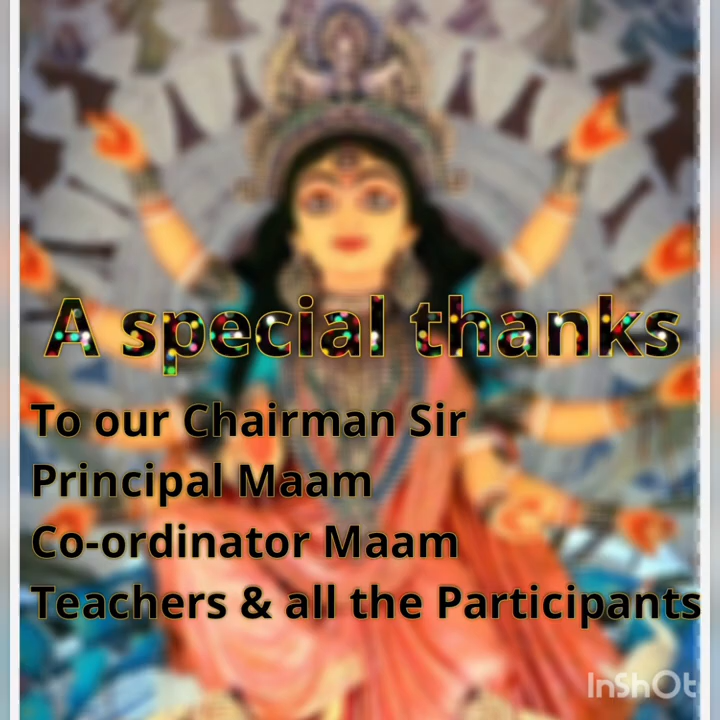 A special thanks
To our Chairman Sir
Principal Maam
Co-ordinator Maam
Teachers & all the Participants
InShOt